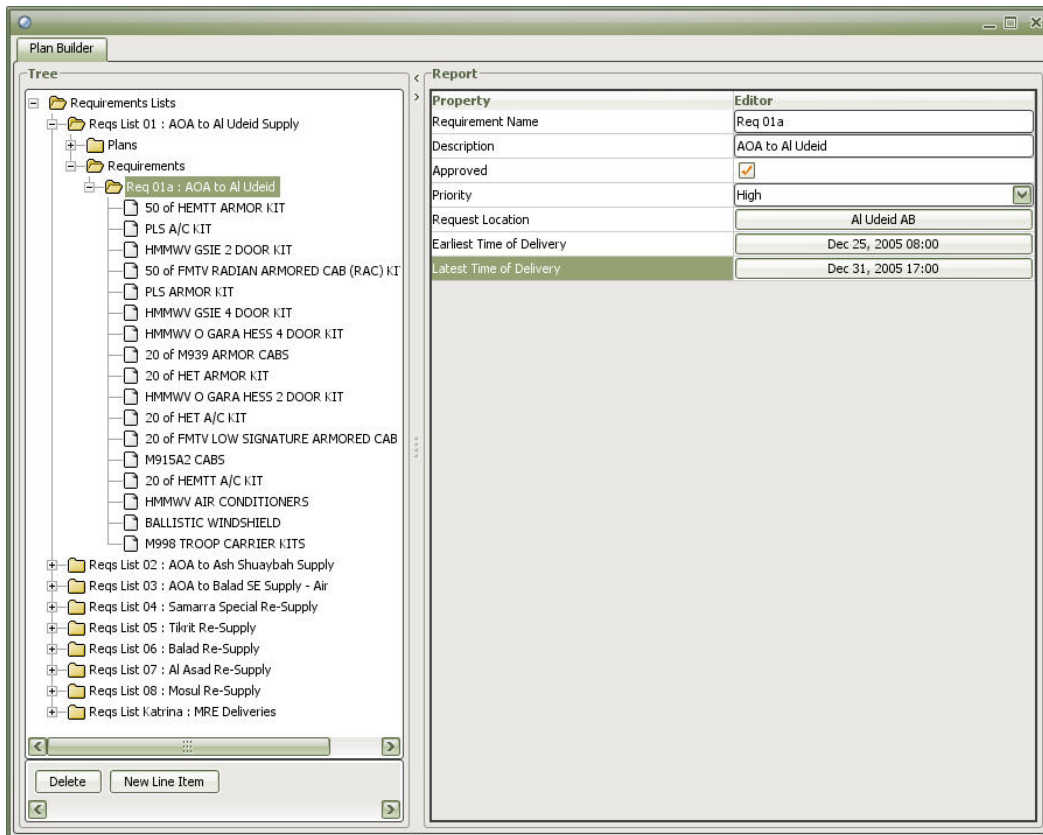 Plan Builder
Tree
Requirements Lists
Reqs List 01 : AOA to Al Udeid Supply
Plans
Requirements
Req 01a : AOA to Al Udeid
50 of HEMTT ARMOR KIT
PLS A/C KIT
HMMWV GSIE 2 DOOR KIT
50 of FMTV RADIAN ARMORED CAB (RAC) KI
PLS ARMOR KIT
HMMWV GSIE 4 DOOR KIT
HMMWV O GARA HESS 4 DOOR KIT
20 of M939 ARMOR CABS
20 of HET ARMOR KIT
HMMWV O GARA HESS 2 DOOR KIT
20 of HET A/C KIT
20 of FMTV LOW SIGNATURE ARMORED CAB
M915A2 CABS
20 of HEMTT A/C KIT
HMMWV AIR CONDITIONERS
BALLISTIC WINDSHIELD
M998 TROOP CARRIER KITS
Reqs List 02 : AOA to Ash Shuaybah Supply
Reqs List 03 : AOA to Balad SE Supply - Air
Reqs List 04 : Samarra Special Re-Supply
Reqs List 05 : Tikrit Re-Supply
Reqs List 06 : Balad Re-Supply
Reqs List 07 : Al Asad Re-Supply
Reqs List 08 : Mosul Re-Supply
Reqs List Katrina : MRE Deliveries
Delete New Line Item
Report
Property Editor
Requirement Name Req 01a
Description AOA to Al Udeid
Approved
Priority High
Request Location Al Udeid AB
Earliest Time of Delivery Dec 25, 2005 08:00
Latest Time of Delivery Dec 31, 2005 17:00